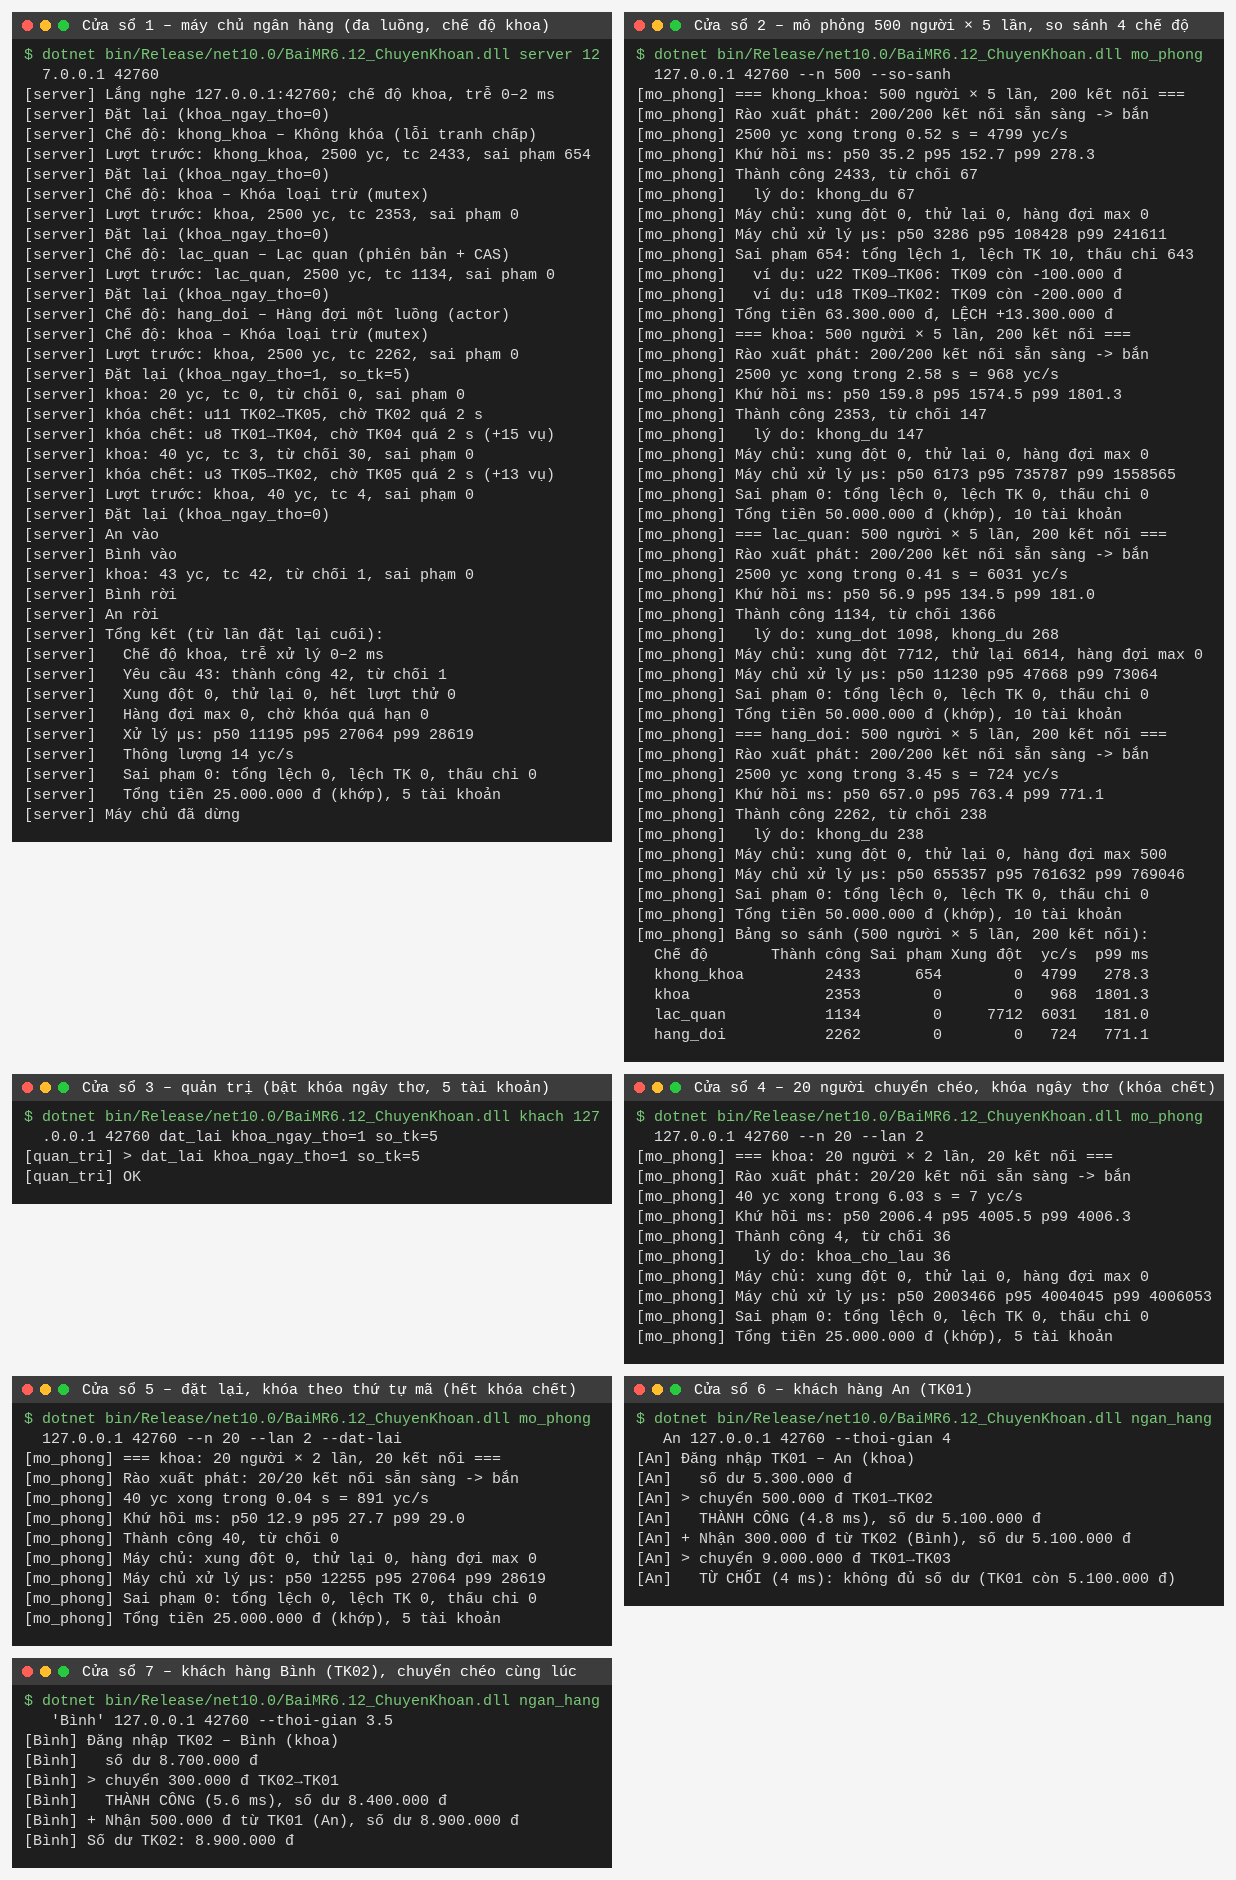 Cửa sổ 1 – máy chủ ngân hàng (đa luồng, chế độ khoa)
$ dotnet bin/Release/net10.0/BaiMR6.12_ChuyenKhoan.dll server 12
7.0.0.1 42760
[server] Lắng nghe 127.0.0.1:42760; chế độ khoa, trễ 0–2 ms
[server] Đặt lại (khoa_ngay_tho=0)
[server] Chế độ: khong_khoa – Không khóa (lỗi tranh chấp)
[server] Lượt trước: khong_khoa, 2500 yc, tc 2433, sai phạm 654
[server] Đặt lại (khoa_ngay_tho=0)
[server] Chế độ: khoa – Khóa loại trừ (mutex)
[server] Lượt trước: khoa, 2500 yc, tc 2353, sai phạm 0
[server] Đặt lại (khoa_ngay_tho=0)
[server] Chế độ: lac_quan – Lạc quan (phiên bản + CAS)
[server] Lượt trước: lac_quan, 2500 yc, tc 1134, sai phạm 0
[server] Đặt lại (khoa_ngay_tho=0)
[server] Chế độ: hang_doi – Hàng đợi một luồng (actor)
[server] Chế độ: khoa – Khóa loại trừ (mutex)
[server] Lượt trước: khoa, 2500 yc, tc 2262, sai phạm 0
[server] Đặt lại (khoa_ngay_tho=1, so_tk=5)
[server] khoa: 20 yc, tc 0, từ chối 0, sai phạm 0
[server] khóa chết: u11 TK02→TK05, chờ TK02 quá 2 s
[server] khóa chết: u8 TK01→TK04, chờ TK04 quá 2 s (+15 vụ)
[server] khoa: 40 yc, tc 3, từ chối 30, sai phạm 0
[server] khóa chết: u3 TK05→TK02, chờ TK05 quá 2 s (+13 vụ)
[server] Lượt trước: khoa, 40 yc, tc 4, sai phạm 0
[server] Đặt lại (khoa_ngay_tho=0)
[server] An vào
[server] Bình vào
[server] khoa: 43 yc, tc 42, từ chối 1, sai phạm 0
[server] Bình rời
[server] An rời
[server] Tổng kết (từ lần đặt lại cuối):
[server]   Chế độ khoa, trễ xử lý 0–2 ms
[server]   Yêu cầu 43: thành công 42, từ chối 1
[server]   Xung đột 0, thử lại 0, hết lượt thử 0
[server]   Hàng đợi max 0, chờ khóa quá hạn 0
[server]   Xử lý µs: p50 11195 p95 27064 p99 28619
[server]   Thông lượng 14 yc/s
[server]   Sai phạm 0: tổng lệch 0, lệch TK 0, thấu chi 0
[server]   Tổng tiền 25.000.000 đ (khớp), 5 tài khoản
[server] Máy chủ đã dừng
Cửa sổ 2 – mô phỏng 500 người × 5 lần, so sánh 4 chế độ
$ dotnet bin/Release/net10.0/BaiMR6.12_ChuyenKhoan.dll mo_phong
127.0.0.1 42760 --n 500 --so-sanh
[mo_phong] === khong_khoa: 500 người × 5 lần, 200 kết nối ===
[mo_phong] Rào xuất phát: 200/200 kết nối sẵn sàng -> bắn
[mo_phong] 2500 yc xong trong 0.52 s = 4799 yc/s
[mo_phong] Khứ hồi ms: p50 35.2 p95 152.7 p99 278.3
[mo_phong] Thành công 2433, từ chối 67
[mo_phong]   lý do: khong_du 67
[mo_phong] Máy chủ: xung đột 0, thử lại 0, hàng đợi max 0
[mo_phong] Máy chủ xử lý µs: p50 3286 p95 108428 p99 241611
[mo_phong] Sai phạm 654: tổng lệch 1, lệch TK 10, thấu chi 643
[mo_phong]   ví dụ: u22 TK09→TK06: TK09 còn -100.000 đ
[mo_phong]   ví dụ: u18 TK09→TK02: TK09 còn -200.000 đ
[mo_phong] Tổng tiền 63.300.000 đ, LỆCH +13.300.000 đ
[mo_phong] === khoa: 500 người × 5 lần, 200 kết nối ===
[mo_phong] Rào xuất phát: 200/200 kết nối sẵn sàng -> bắn
[mo_phong] 2500 yc xong trong 2.58 s = 968 yc/s
[mo_phong] Khứ hồi ms: p50 159.8 p95 1574.5 p99 1801.3
[mo_phong] Thành công 2353, từ chối 147
[mo_phong]   lý do: khong_du 147
[mo_phong] Máy chủ: xung đột 0, thử lại 0, hàng đợi max 0
[mo_phong] Máy chủ xử lý µs: p50 6173 p95 735787 p99 1558565
[mo_phong] Sai phạm 0: tổng lệch 0, lệch TK 0, thấu chi 0
[mo_phong] Tổng tiền 50.000.000 đ (khớp), 10 tài khoản
[mo_phong] === lac_quan: 500 người × 5 lần, 200 kết nối ===
[mo_phong] Rào xuất phát: 200/200 kết nối sẵn sàng -> bắn
[mo_phong] 2500 yc xong trong 0.41 s = 6031 yc/s
[mo_phong] Khứ hồi ms: p50 56.9 p95 134.5 p99 181.0
[mo_phong] Thành công 1134, từ chối 1366
[mo_phong]   lý do: xung_dot 1098, khong_du 268
[mo_phong] Máy chủ: xung đột 7712, thử lại 6614, hàng đợi max 0
[mo_phong] Máy chủ xử lý µs: p50 11230 p95 47668 p99 73064
[mo_phong] Sai phạm 0: tổng lệch 0, lệch TK 0, thấu chi 0
[mo_phong] Tổng tiền 50.000.000 đ (khớp), 10 tài khoản
[mo_phong] === hang_doi: 500 người × 5 lần, 200 kết nối ===
[mo_phong] Rào xuất phát: 200/200 kết nối sẵn sàng -> bắn
[mo_phong] 2500 yc xong trong 3.45 s = 724 yc/s
[mo_phong] Khứ hồi ms: p50 657.0 p95 763.4 p99 771.1
[mo_phong] Thành công 2262, từ chối 238
[mo_phong]   lý do: khong_du 238
[mo_phong] Máy chủ: xung đột 0, thử lại 0, hàng đợi max 500
[mo_phong] Máy chủ xử lý µs: p50 655357 p95 761632 p99 769046
[mo_phong] Sai phạm 0: tổng lệch 0, lệch TK 0, thấu chi 0
[mo_phong] Tổng tiền 50.000.000 đ (khớp), 10 tài khoản
[mo_phong] Bảng so sánh (500 người × 5 lần, 200 kết nối):
Chế độ       Thành công Sai phạm Xung đột  yc/s  p99 ms
khong_khoa         2433      654        0  4799   278.3
khoa               2353        0        0   968  1801.3
lac_quan           1134        0     7712  6031   181.0
hang_doi           2262        0        0   724   771.1
Cửa sổ 3 – quản trị (bật khóa ngây thơ, 5 tài khoản)
$ dotnet bin/Release/net10.0/BaiMR6.12_ChuyenKhoan.dll khach 127
.0.0.1 42760 dat_lai khoa_ngay_tho=1 so_tk=5
[quan_tri] > dat_lai khoa_ngay_tho=1 so_tk=5
[quan_tri] OK
Cửa sổ 4 – 20 người chuyển chéo, khóa ngây thơ (khóa chết)
$ dotnet bin/Release/net10.0/BaiMR6.12_ChuyenKhoan.dll mo_phong
127.0.0.1 42760 --n 20 --lan 2
[mo_phong] === khoa: 20 người × 2 lần, 20 kết nối ===
[mo_phong] Rào xuất phát: 20/20 kết nối sẵn sàng -> bắn
[mo_phong] 40 yc xong trong 6.03 s = 7 yc/s
[mo_phong] Khứ hồi ms: p50 2006.4 p95 4005.5 p99 4006.3
[mo_phong] Thành công 4, từ chối 36
[mo_phong]   lý do: khoa_cho_lau 36
[mo_phong] Máy chủ: xung đột 0, thử lại 0, hàng đợi max 0
[mo_phong] Máy chủ xử lý µs: p50 2003466 p95 4004045 p99 4006053
[mo_phong] Sai phạm 0: tổng lệch 0, lệch TK 0, thấu chi 0
[mo_phong] Tổng tiền 25.000.000 đ (khớp), 5 tài khoản
Cửa sổ 5 – đặt lại, khóa theo thứ tự mã (hết khóa chết)
$ dotnet bin/Release/net10.0/BaiMR6.12_ChuyenKhoan.dll mo_phong
127.0.0.1 42760 --n 20 --lan 2 --dat-lai
[mo_phong] === khoa: 20 người × 2 lần, 20 kết nối ===
[mo_phong] Rào xuất phát: 20/20 kết nối sẵn sàng -> bắn
[mo_phong] 40 yc xong trong 0.04 s = 891 yc/s
[mo_phong] Khứ hồi ms: p50 12.9 p95 27.7 p99 29.0
[mo_phong] Thành công 40, từ chối 0
[mo_phong] Máy chủ: xung đột 0, thử lại 0, hàng đợi max 0
[mo_phong] Máy chủ xử lý µs: p50 12255 p95 27064 p99 28619
[mo_phong] Sai phạm 0: tổng lệch 0, lệch TK 0, thấu chi 0
[mo_phong] Tổng tiền 25.000.000 đ (khớp), 5 tài khoản
Cửa sổ 6 – khách hàng An (TK01)
$ dotnet bin/Release/net10.0/BaiMR6.12_ChuyenKhoan.dll ngan_hang
An 127.0.0.1 42760 --thoi-gian 4
[An] Đăng nhập TK01 – An (khoa)
[An]   số dư 5.300.000 đ
[An] > chuyển 500.000 đ TK01→TK02
[An]   THÀNH CÔNG (4.8 ms), số dư 5.100.000 đ
[An] + Nhận 300.000 đ từ TK02 (Bình), số dư 5.100.000 đ
[An] > chuyển 9.000.000 đ TK01→TK03
[An]   TỪ CHỐI (4 ms): không đủ số dư (TK01 còn 5.100.000 đ)
Cửa sổ 7 – khách hàng Bình (TK02), chuyển chéo cùng lúc
$ dotnet bin/Release/net10.0/BaiMR6.12_ChuyenKhoan.dll ngan_hang
'Bình' 127.0.0.1 42760 --thoi-gian 3.5
[Bình] Đăng nhập TK02 – Bình (khoa)
[Bình]   số dư 8.700.000 đ
[Bình] > chuyển 300.000 đ TK02→TK01
[Bình]   THÀNH CÔNG (5.6 ms), số dư 8.400.000 đ
[Bình] + Nhận 500.000 đ từ TK01 (An), số dư 8.900.000 đ
[Bình] Số dư TK02: 8.900.000 đ